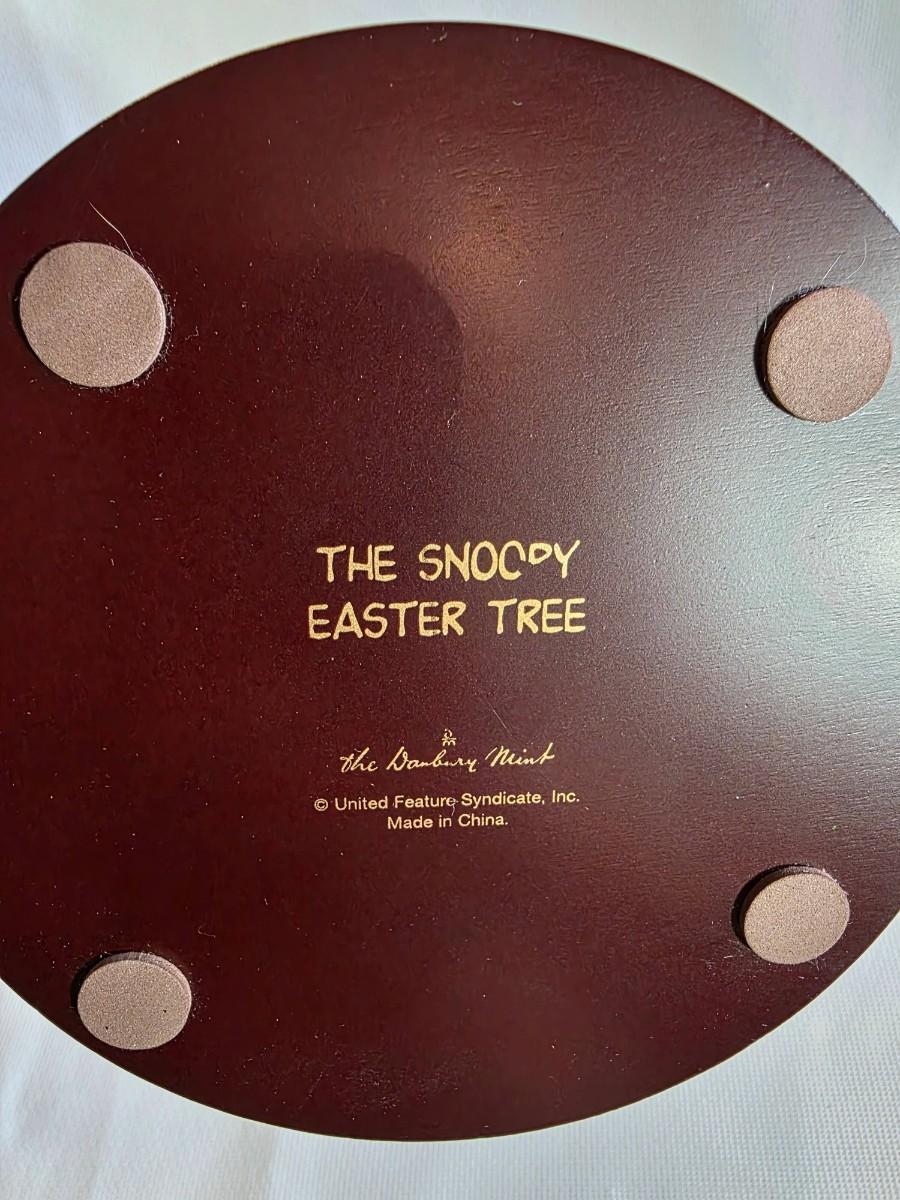 THE SNOOPY
EASTER TREE
the Danbury Mint
© United Feature Syndicate, Inc.
Made in China.